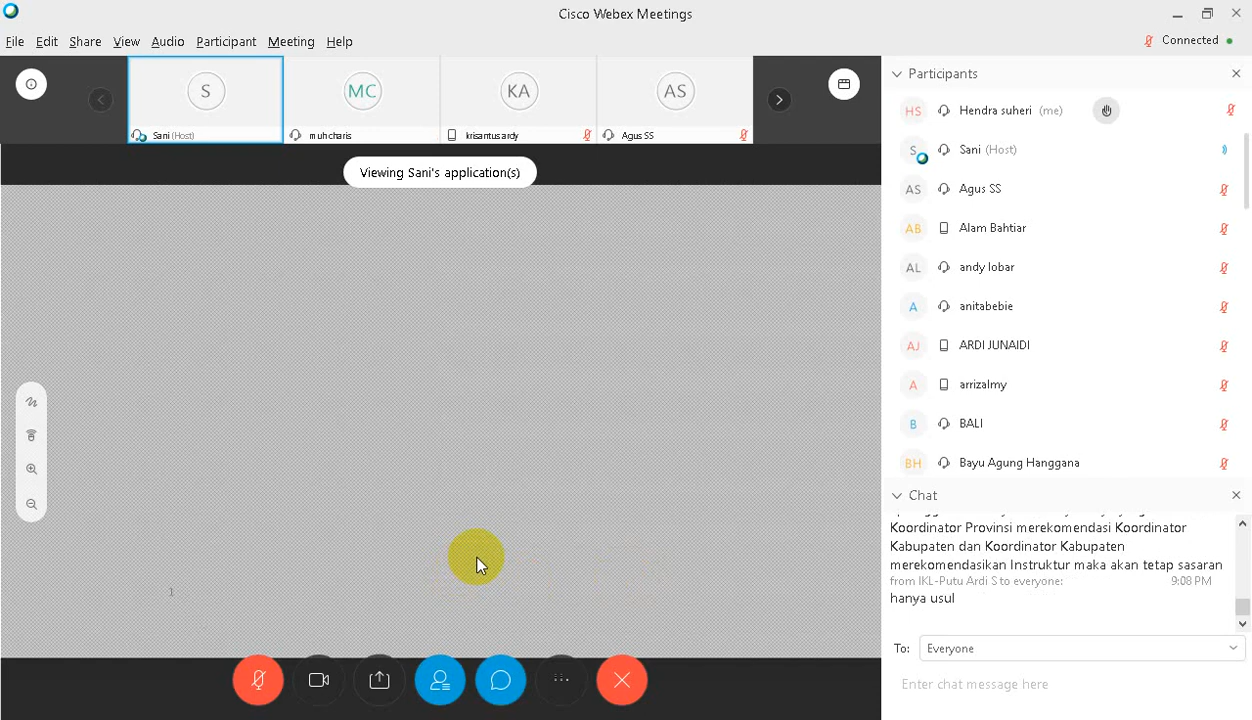 Cisco Webex Meetings
File Edit Share View Audio Participant Meeting Help
Connected
S MC KA AS
Sani (Host) muhcharis krisantus ardy Agus SS
Viewing Sani's application(s)
1
Participants
HS Hendra suheri (me)
S Sani (Host)
AS Agus SS
AB Alam Bahtiar
AL andy lobar
A anitabebie
AJ ARDI JUNAIDI
A arrizalmy
B BALI
BH Bayu Agung Hanggana
Chat
Koordinator Provinsi merekomendasi Koordinator
Kabupaten dan Koordinator Kabupaten
merekomendasikan Instruktur maka akan tetap sasaran
from IKL-Putu Ardi S to everyone: 9:08 PM
hanya usul
To: Everyone
Enter chat message here